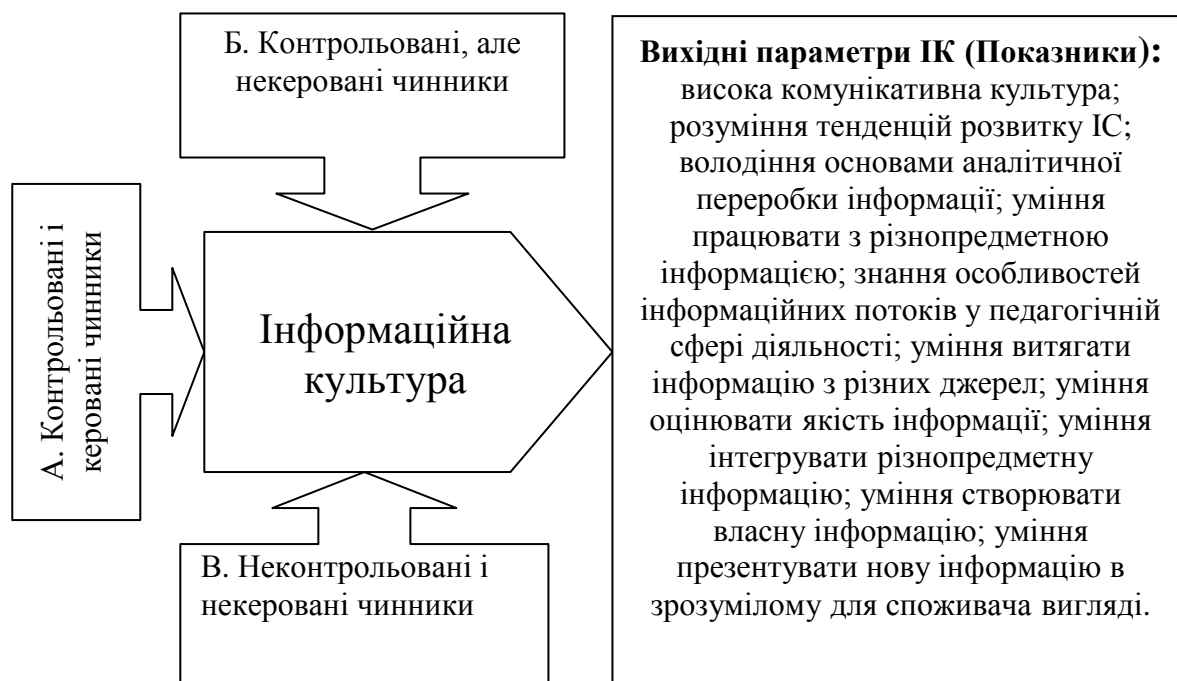 Б. Контрольовані, але
некеровані чинники
А. Контрольовані і
керовані чинники
Інформаційна
культура
В. Неконтрольовані і
некеровані чинники
Вихідні параметри ІК (Показники):
висока комунікативна культура;
розуміння тенденцій розвитку ІС;
володіння основами аналітичної
переробки інформації; уміння
працювати з різнопредметною
інформацією; знання особливостей
інформаційних потоків у педагогічній
сфері діяльності; уміння витягати
інформацію з різних джерел; уміння
оцінювати якість інформації; уміння
інтегрувати різнопредметну
інформацію; уміння створювати
власну інформацію; уміння
презентувати нову інформацію в
зрозумілому для споживача вигляді.